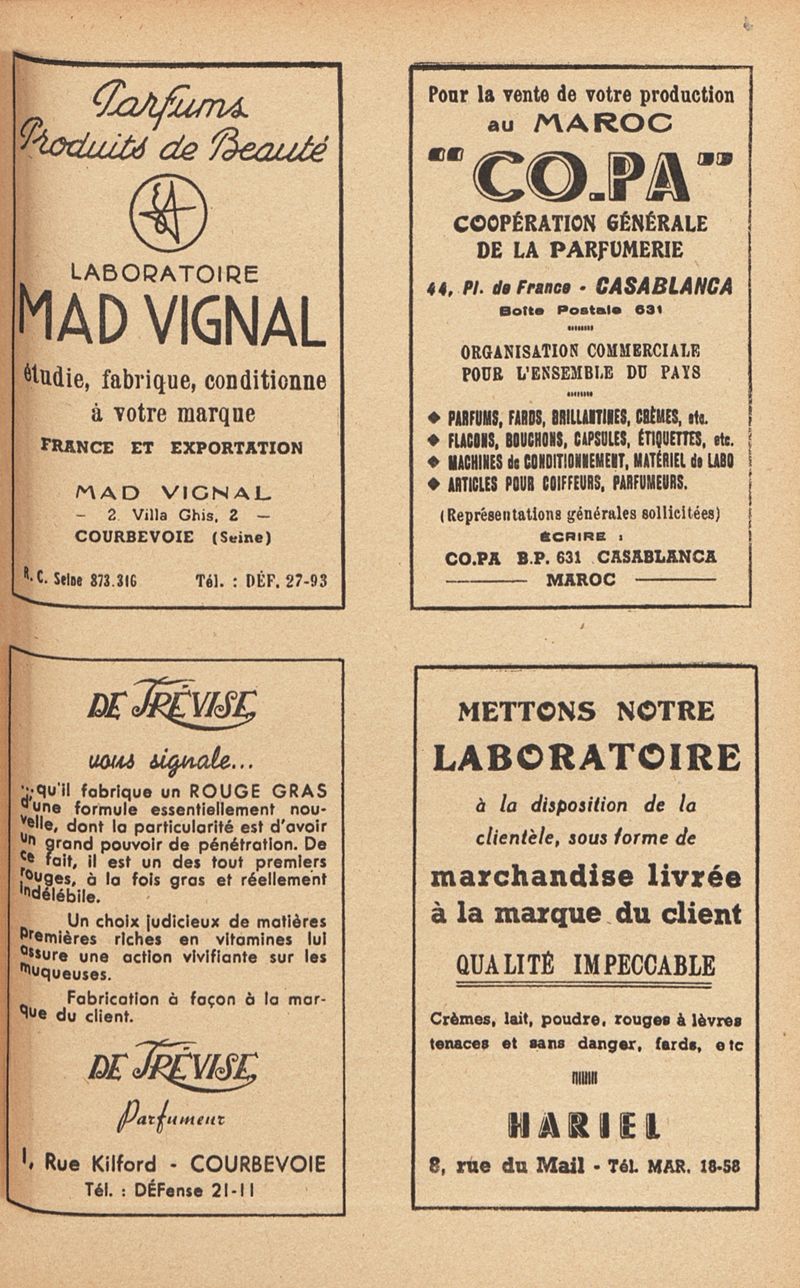 Parfums
Produits de Beauté
LABORATOIRE
MAD VIGNAL
étudie, fabrique, conditionne
à votre marque
FRANCE ET EXPORTATION
MAD VIGNAL
– 2 Villa Ghis, 2 –
COURBEVOIE (Seine)
R. C. Seine 873.316 Tél. : DÉF. 27-93
Pour la vente de votre production
au MAROC
"CO.PA"
COOPÉRATION GÉNÉRALE
DE LA PARFUMERIE
44, Pl. de France - CASABLANCA
Boîte Postale 631
ORGANISATION COMMERCIALE
POUR L'ENSEMBLE DU PAYS
◆ PARFUMS, FARDS, BRILLANTINES, CRÈMES, etc.
◆ FLACONS, BOUCHONS, CAPSULES, ÉTIQUETTES, etc.
◆ MACHINES de CONDITIONNEMENT, MATÉRIEL de LABO
◆ ARTICLES POUR COIFFEURS, PARFUMEURS.
(Représentations générales sollicitées)
ÉCRIRE :
CO.PA B.P. 631 CASABLANCA
MAROC
DE TRÉVISE
vous signale...
...qu'il fabrique un ROUGE GRAS
d'une formule essentiellement nou-
velle, dont la particularité est d'avoir
un grand pouvoir de pénétration. De
ce fait, il est un des tout premiers
rouges, à la fois gras et réellement
indélébile.
Un choix judicieux de matières
premières riches en vitamines lui
assure une action vivifiante sur les
muqueuses.
Fabrication à façon à la mar-
que du client.
DE TRÉVISE
Parfumeur
1, Rue Kilford - COURBEVOIE
Tél. : DÉFense 21-11
METTONS NOTRE
LABORATOIRE
à la disposition de la
clientèle, sous forme de
marchandise livrée
à la marque du client
QUALITÉ IMPECCABLE
Crèmes, lait, poudre, rouges à lèvres
tenaces et sans danger, fards, etc
HARIEL
8, rue du Mail - TéL. MAR. 18-58